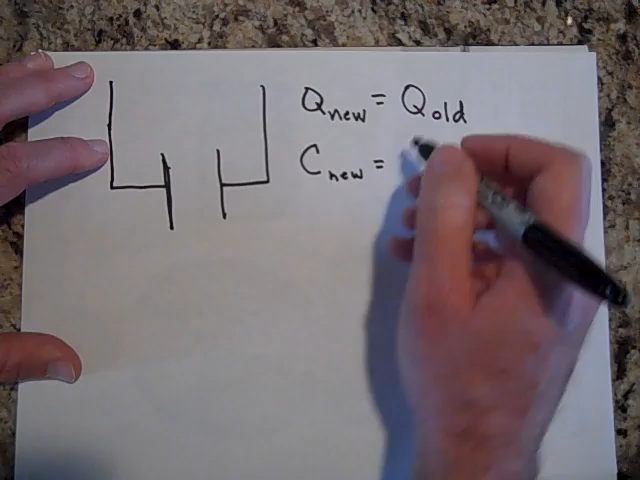 Qnew = Qold
Cnew =